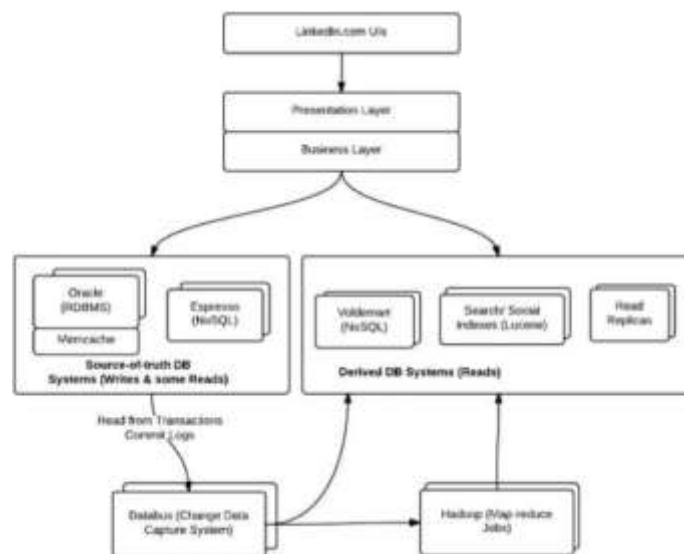 LinkedIn.com UIs
Presentation Layer
Business Layer
Oracle
(RDBMS)
Memcache
Espresso
(NoSQL)
Source-of-truth DB
Systems (Writes & some Reads)
Voldemort
(NoSQL)
Search/ Social
Indexes (Lucene)
Read
Replicas
Derived DB Systems (Reads)
Read from Transactions
Commit Logs
Databus (Change Data
Capture System)
Hadoop (Map-reduce
Jobs)